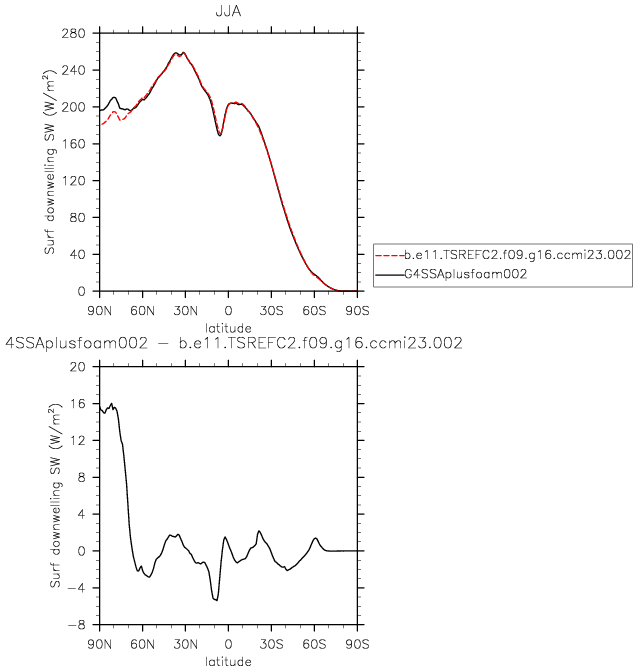 JJA
280
240
200
160
120
80
40
0
Surf downwelling SW (W/m²)
90N 60N 30N 0 30S 60S 90S
latitude
b.e11.TSREFC2.f09.g16.ccmi23.002
G4SSAplusfoam002
4SSAplusfoam002 − b.e11.TSREFC2.f09.g16.ccmi23.002
20
16
12
8
4
0
−4
−8
Surf downwelling SW (W/m²)
90N 60N 30N 0 30S 60S 90S
latitude